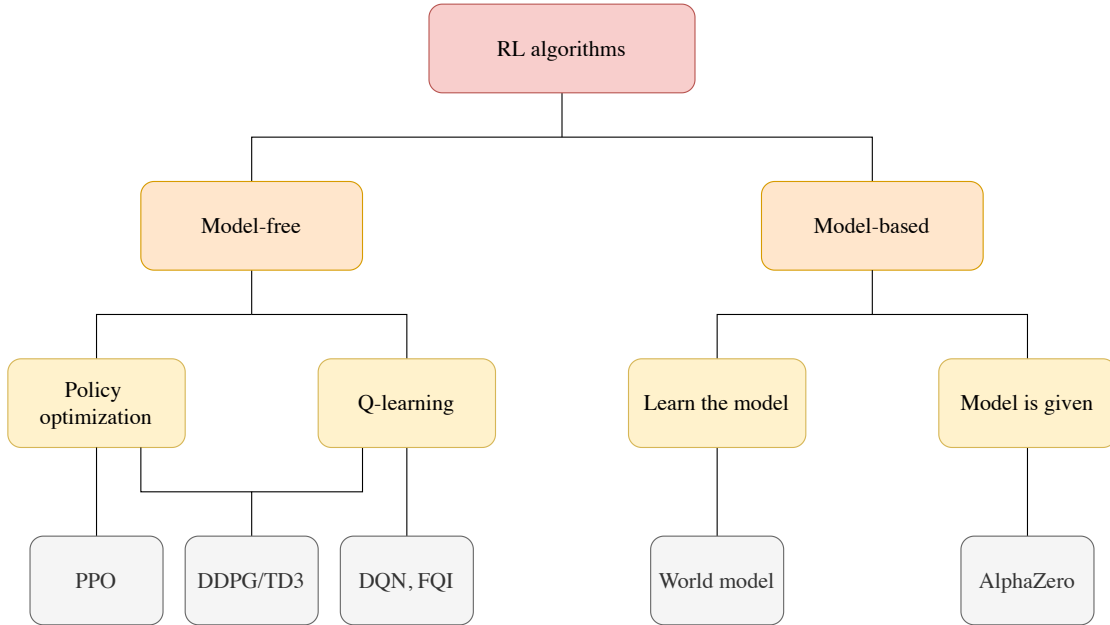 RL algorithms
Model-free
Model-based
Policy
optimization
Q-learning
Learn the model
Model is given
PPO
DDPG/TD3
DQN, FQI
World model
AlphaZero